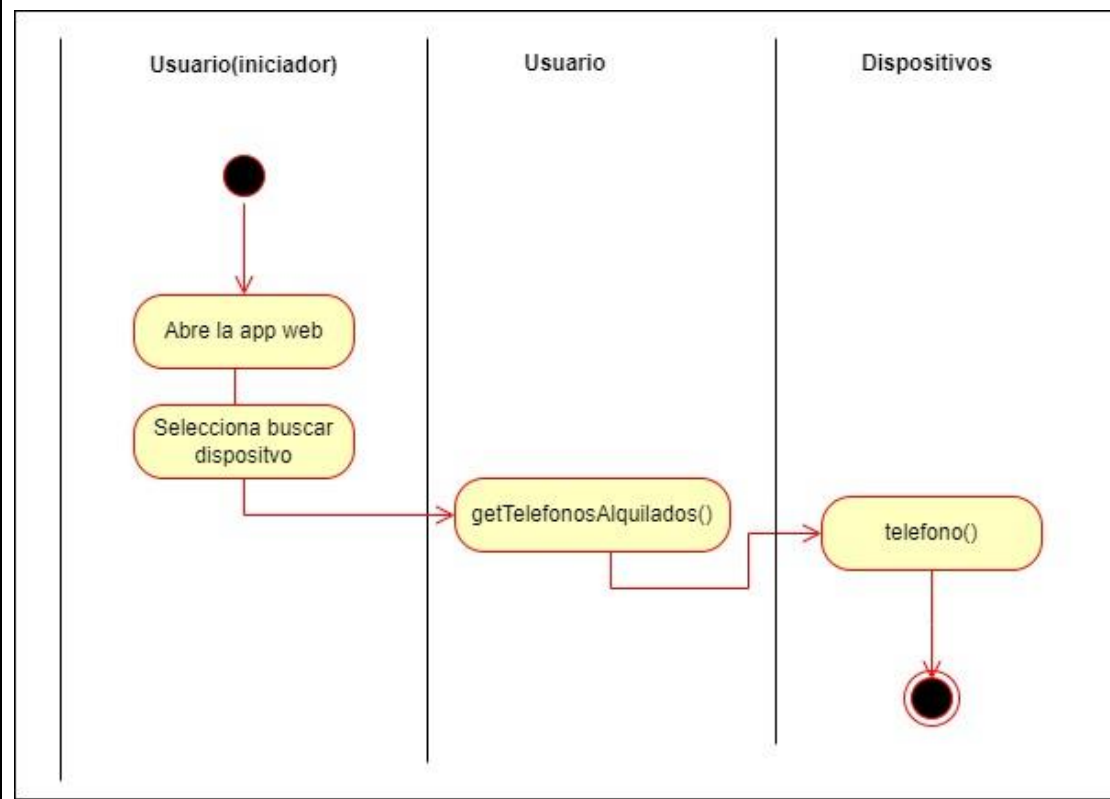 Usuario(iniciador)
Usuario
Dispositivos
Abre la app web
Selecciona buscar
dispositvo
getTelefonosAlquilados()
telefono()